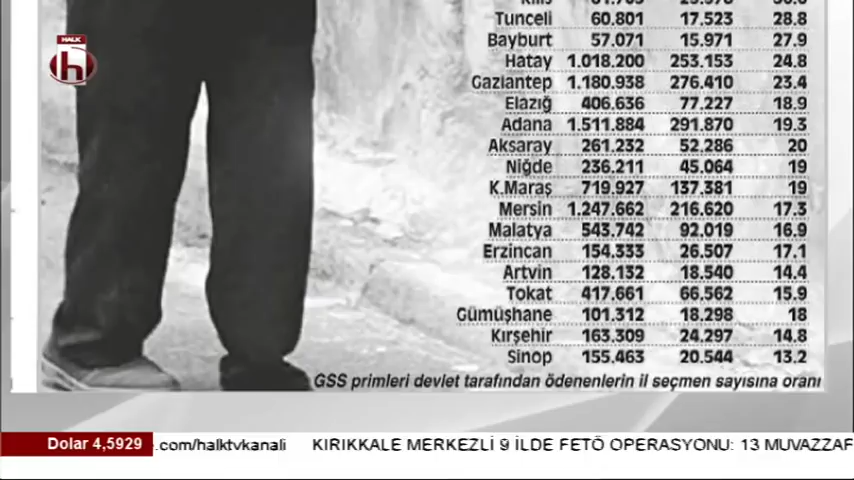 HALK
Tunceli 60.801 17.523 28.8
Bayburt 57.071 15.971 27.9
Hatay 1.018.200 253.153 24.8
Gaziantep 1.180.938 276.410 23.4
Elazığ 406.636 77.227 18.9
Adana 1.511.884 291.870 19.3
Aksaray 261.232 52.286 20
Niğde 236.211 45.064 19
K.Maraş 719.927 137.381 19
Mersin 1.247.662 216.620 17.3
Malatya 543.742 92.019 16.9
Erzincan 154.333 26.507 17.1
Artvin 128.132 18.540 14.4
Tokat 417.661 66.562 15.9
Gümüşhane 101.312 18.298 18
Kırşehir 163.309 24.297 14.8
Sinop 155.463 20.544 13.2
GSS primleri devlet tarafından ödenenlerin il seçmen sayısına oranı
Dolar 4,5929 .com/halktvkanali KIRIKKALE MERKEZLİ 9 İLDE FETÖ OPERASYONU: 13 MUVAZZAF